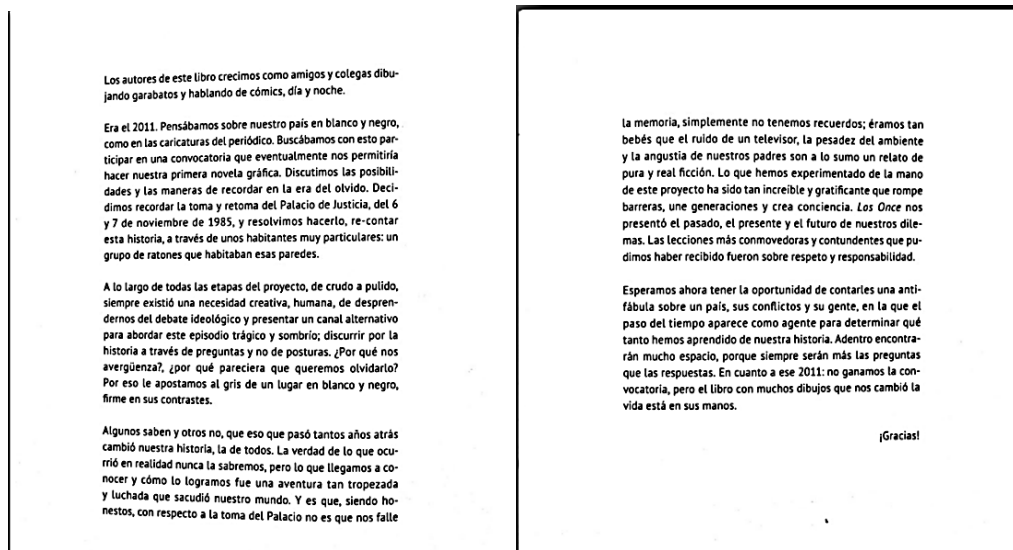 Los autores de este libro crecimos como amigos y colegas dibu-
jando garabatos y hablando de cómics, día y noche.
Era el 2011. Pensábamos sobre nuestro país en blanco y negro,
como en las caricaturas del periódico. Buscábamos con esto par-
ticipar en una convocatoria que eventualmente nos permitiría
hacer nuestra primera novela gráfica. Discutimos las posibili-
dades y las maneras de recordar en la era del olvido. Deci-
dimos recordar la toma y retoma del Palacio de Justicia, del 6
y 7 de noviembre de 1985, y resolvimos hacerlo, re-contar
esta historia, a través de unos habitantes muy particulares: un
grupo de ratones que habitaban esas paredes.
A lo largo de todas las etapas del proyecto, de crudo a pulido,
siempre existió una necesidad creativa, humana, de despren-
dernos del debate ideológico y presentar un canal alternativo
para abordar este episodio trágico y sombrío; discurrir por la
historia a través de preguntas y no de posturas. ¿Por qué nos
avergüenza?, ¿por qué pareciera que queremos olvidarlo?
Por eso le apostamos al gris de un lugar en blanco y negro,
firme en sus contrastes.
Algunos saben y otros no, que eso que pasó tantos años atrás
cambió nuestra historia, la de todos. La verdad de lo que ocu-
rrió en realidad nunca la sabremos, pero lo que llegamos a co-
nocer y cómo lo logramos fue una aventura tan tropezada
y luchada que sacudió nuestro mundo. Y es que, siendo ho-
nestos, con respecto a la toma del Palacio no es que nos falle
la memoria, simplemente no tenemos recuerdos; éramos tan
bebés que el ruido de un televisor, la pesadez del ambiente
y la angustia de nuestros padres son a lo sumo un relato de
pura y real ficción. Lo que hemos experimentado de la mano
de este proyecto ha sido tan increíble y gratificante que rompe
barreras, une generaciones y crea conciencia. Los Once nos
presentó el pasado, el presente y el futuro de nuestros dile-
mas. Las lecciones más conmovedoras y contundentes que pu-
dimos haber recibido fueron sobre respeto y responsabilidad.
Esperamos ahora tener la oportunidad de contarles una anti-
fábula sobre un país, sus conflictos y su gente, en la que el
paso del tiempo aparece como agente para determinar qué
tanto hemos aprendido de nuestra historia. Adentro encontra-
rán mucho espacio, porque siempre serán más las preguntas
que las respuestas. En cuanto a ese 2011: no ganamos la con-
vocatoria, pero el libro con muchos dibujos que nos cambió la
vida está en sus manos.
¡Gracias!